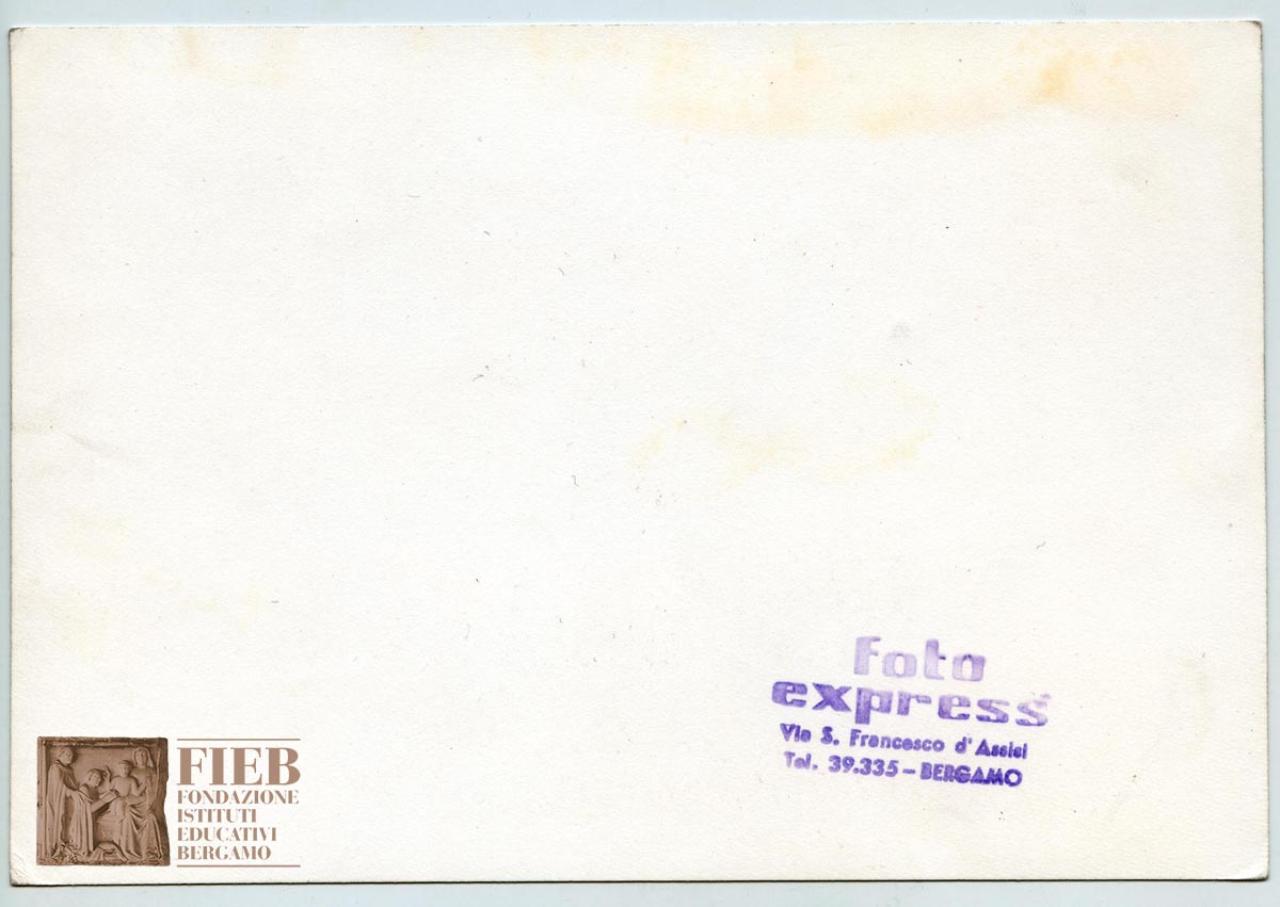 Foto
express
Via S. Francesco d'Assisi
Tel. 39.335 - BERGAMO
FIEB
FONDAZIONE
ISTITUTI
EDUCATIVI
BERGAMO